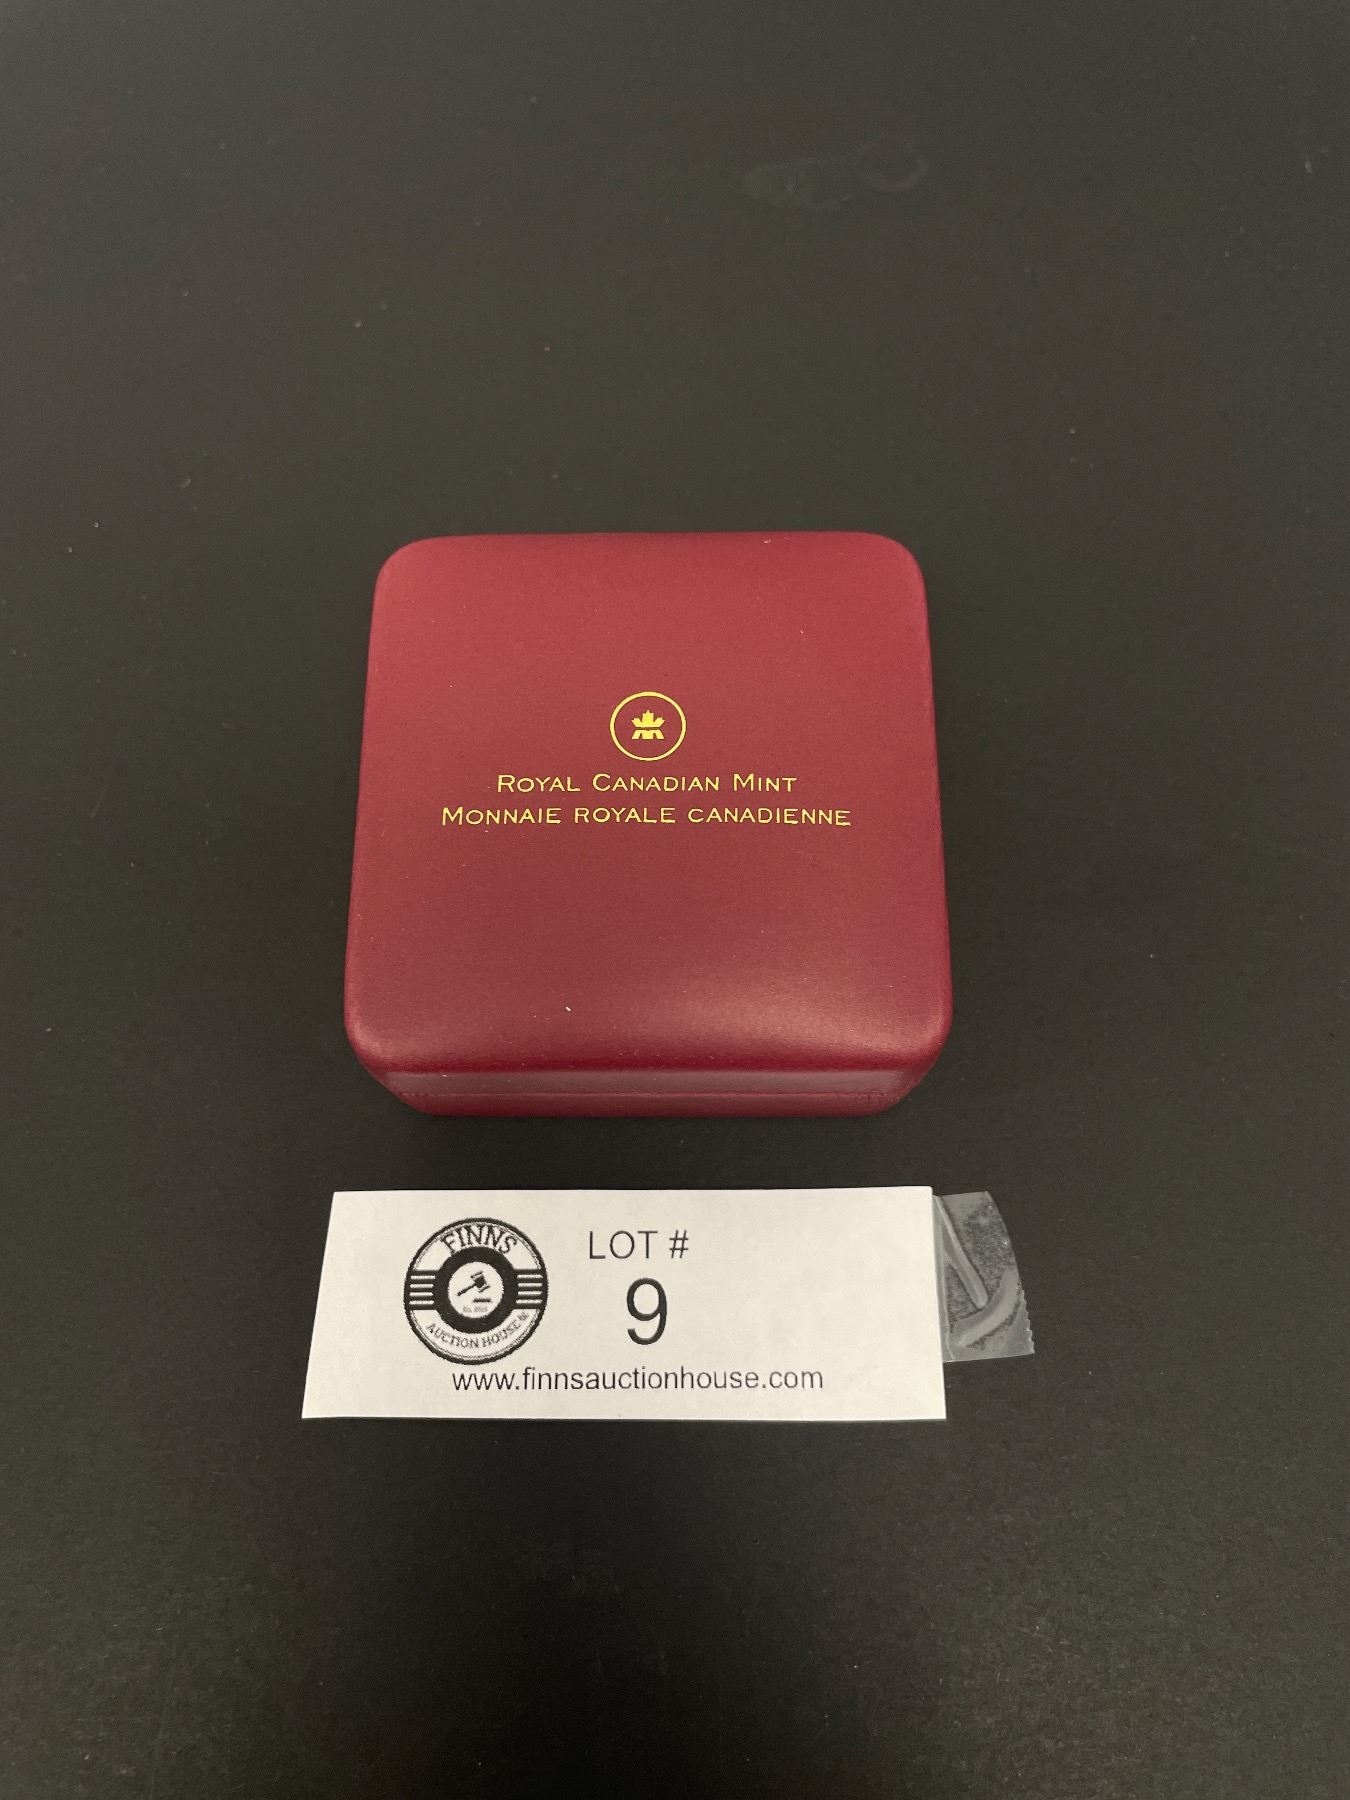 ROYAL CANADIAN MINT
MONNAIE ROYALE CANADIENNE
FINNS
AUCTION HOUSE
LOT #
9
www.finnsauctionhouse.com